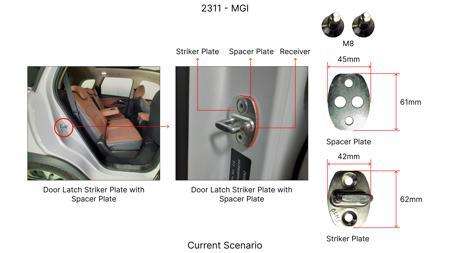 2311 - MGI
Striker Plate
Spacer Plate
Receiver
M8
45mm
61mm
Spacer Plate
42mm
62mm
Striker Plate
Door Latch Striker Plate with
Spacer Plate
Door Latch Striker Plate with
Spacer Plate
Current Scenario